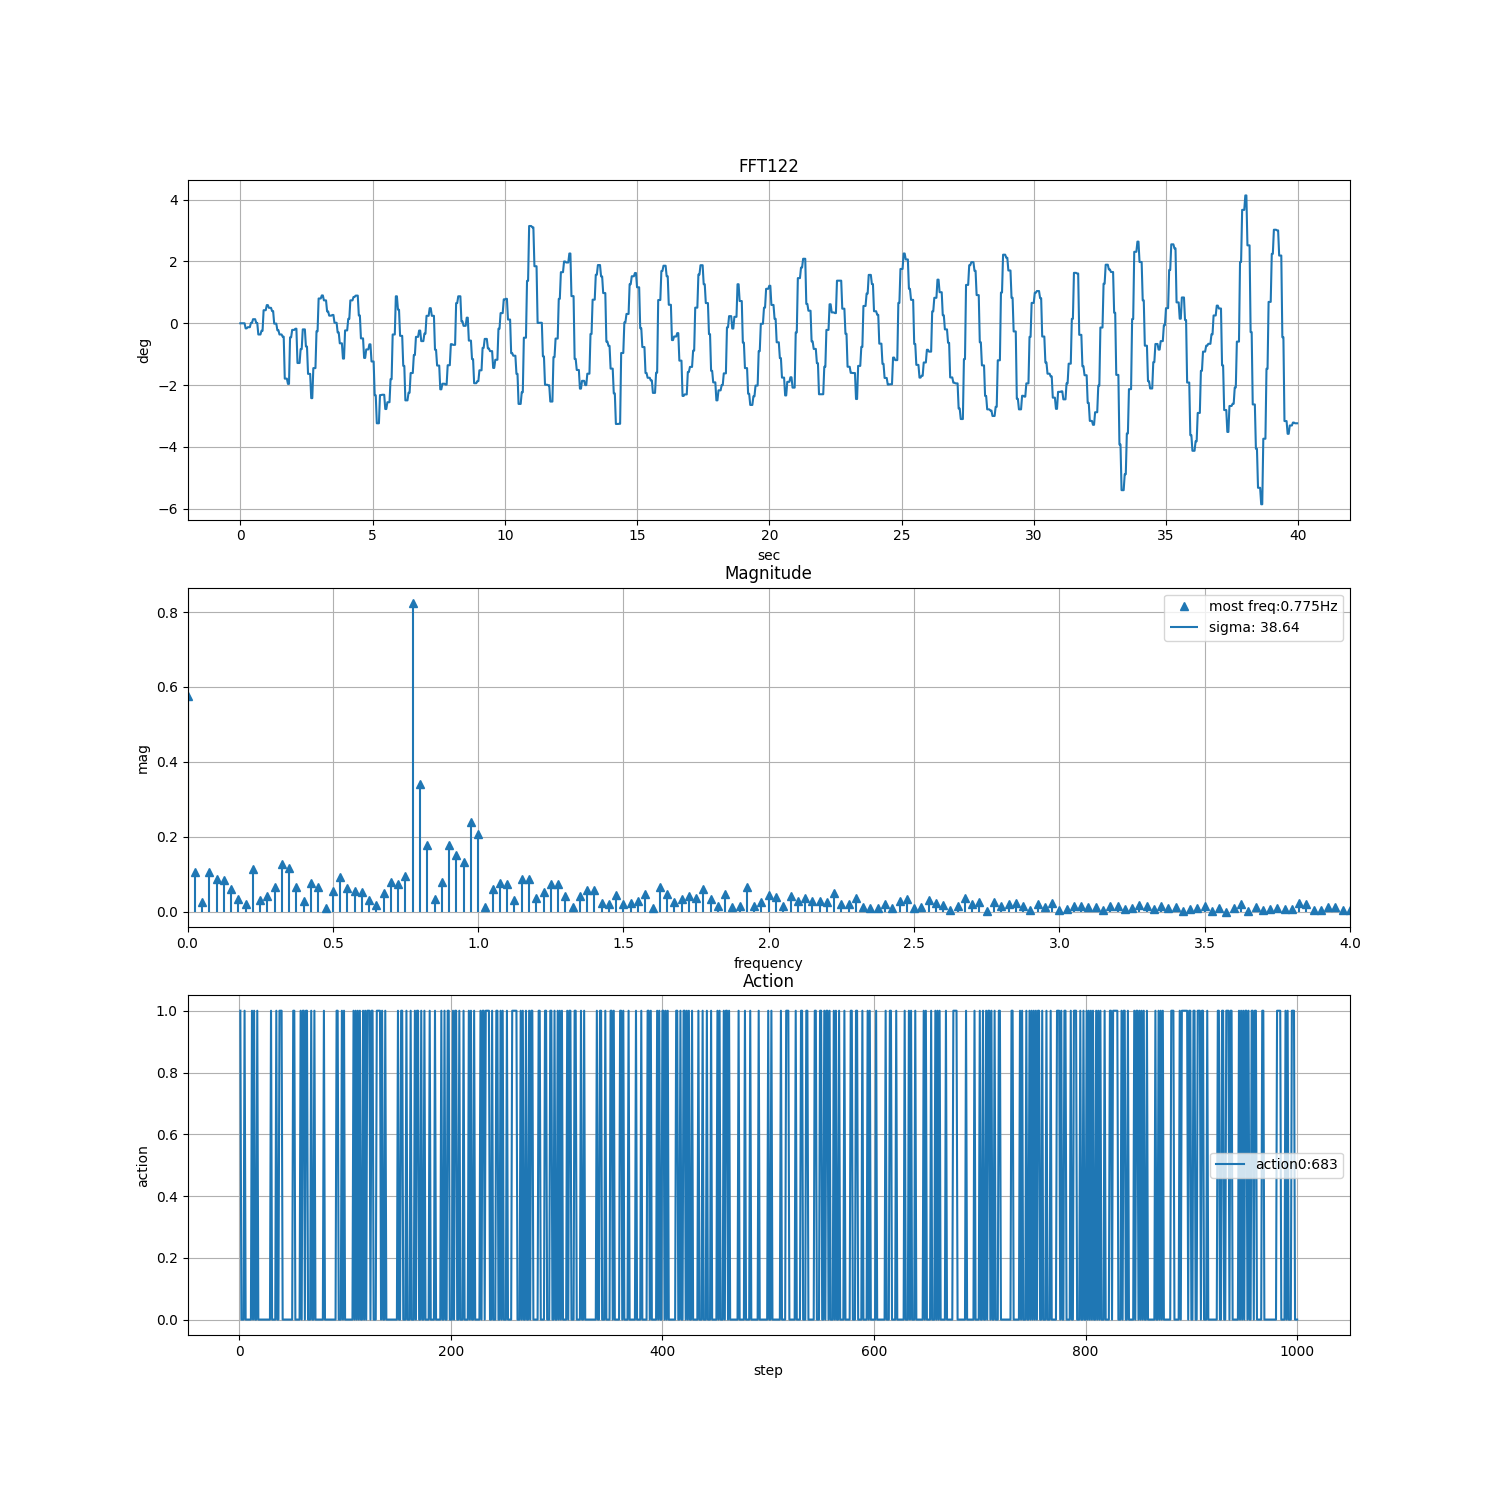 FFT122
4
2
0
−2
−4
−6
deg
0 5 10 15 20 25 30 35 40
sec
Magnitude
0.8
0.6
0.4
0.2
0.0
mag
most freq:0.775Hz
sigma: 38.64
0.0 0.5 1.0 1.5 2.0 2.5 3.0 3.5 4.0
frequency
Action
1.0
0.8
0.6
0.4
0.2
0.0
action
action0:683
0 200 400 600 800 1000
step